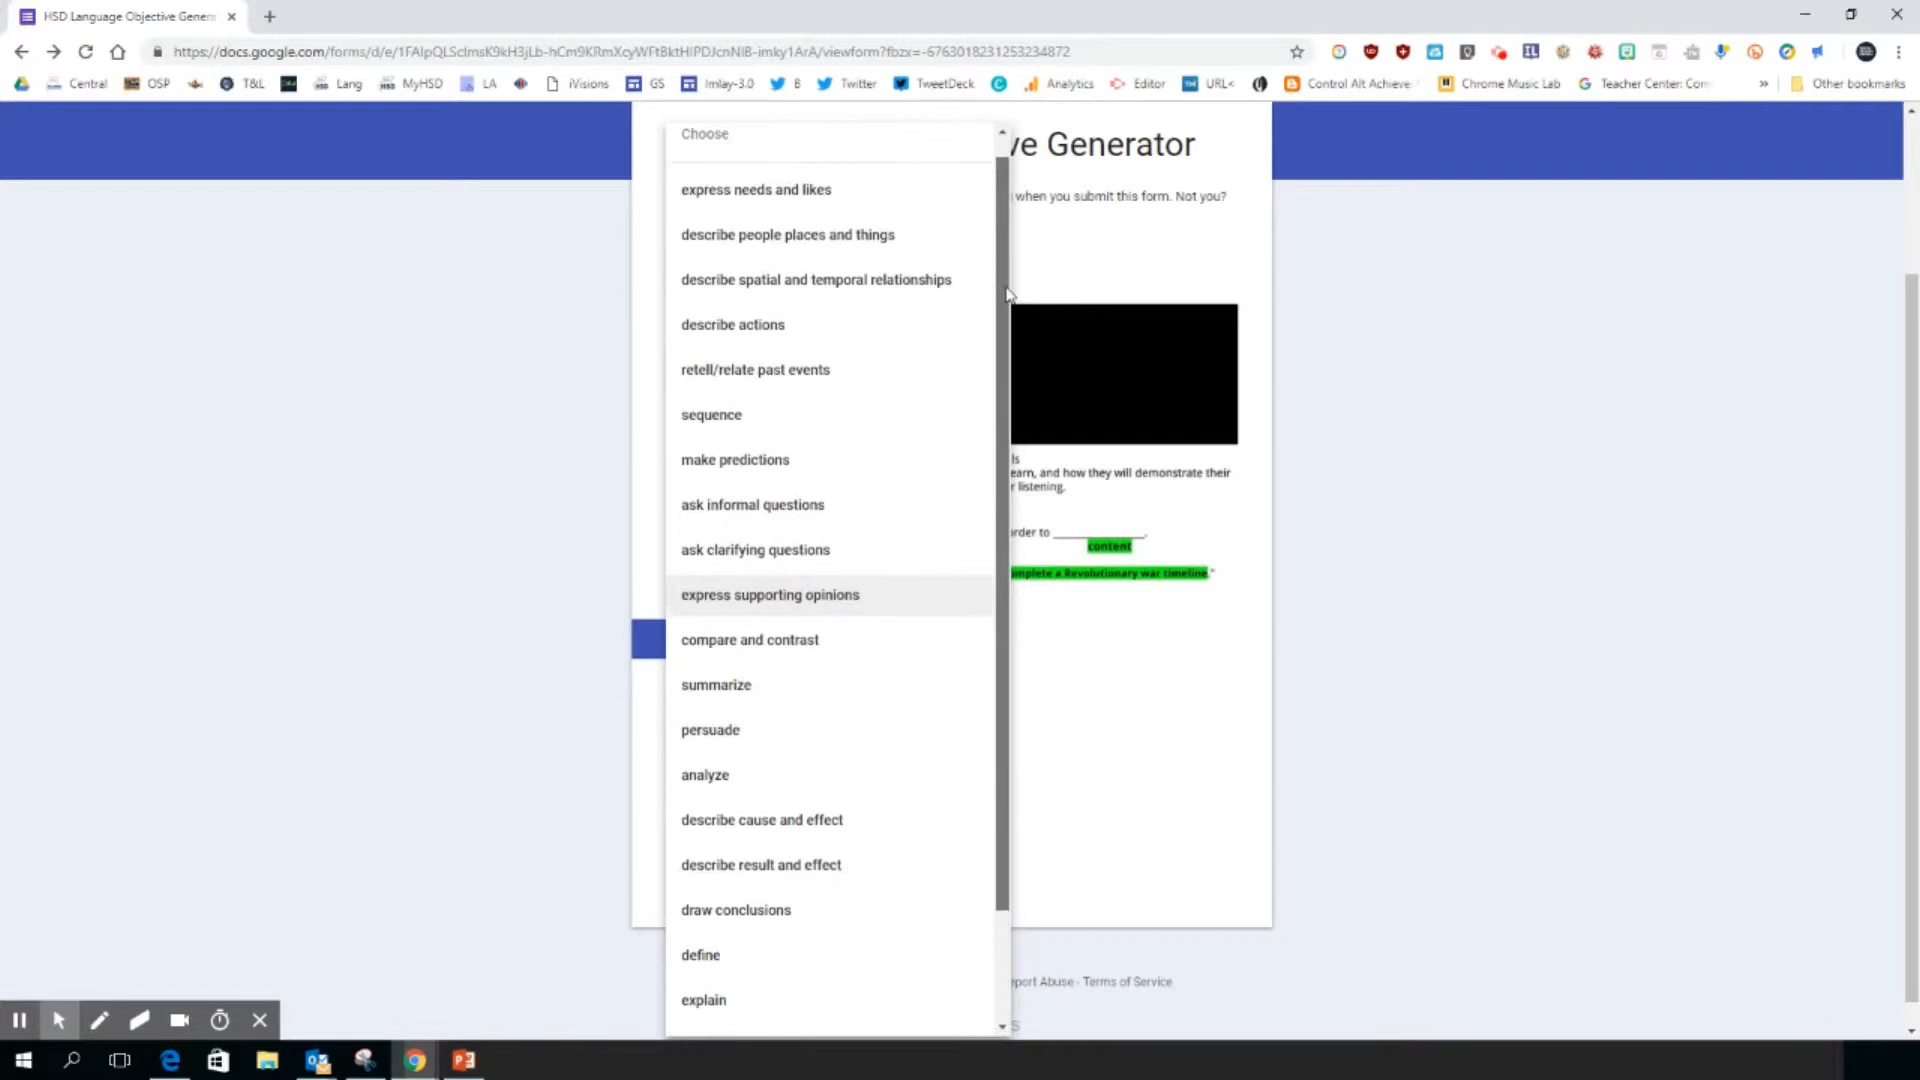 HSD Language Objective Genera
https://docs.google.com/forms/d/e/1FAIpQLScImsK9kH3jLb-hCm9KRmXcyWFtBktHIPDJcnNIB-imky1ArA/viewform?fbzx=-6763018231253234872
Central OSP T&L Lang MyHSD LA iVisions GS Imlay-3.0 B Twitter TweetDeck Analytics Editor URL< Control Alt Achieve Chrome Music Lab Teacher Center: Com » Other bookmarks
ve Generator
when you submit this form. Not you?
Choose
express needs and likes
describe people places and things
describe spatial and temporal relationships
describe actions
retell/relate past events
sequence
make predictions
ask informal questions
ask clarifying questions
express supporting opinions
compare and contrast
summarize
persuade
analyze
describe cause and effect
describe result and effect
draw conclusions
define
explain
ls
earn, and how they will demonstrate their
r listening.
order to ________________.
content
omplete a Revolutionary war timeline."
eport Abuse - Terms of Service